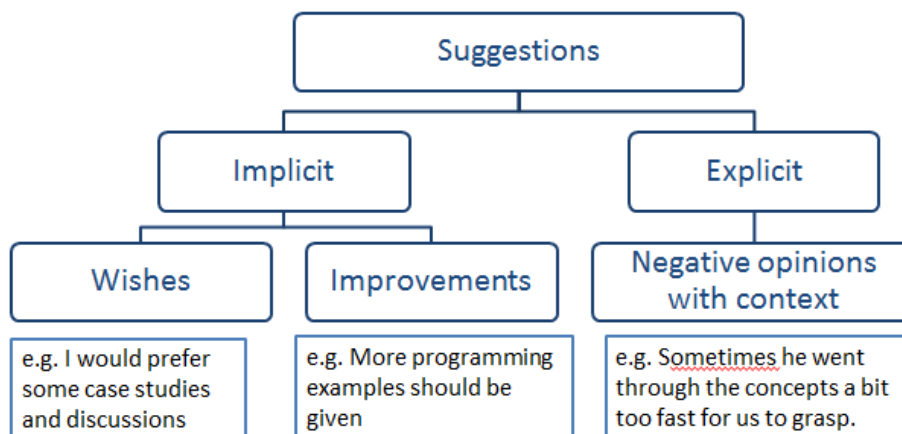 Suggestions
Implicit
Explicit
Wishes
Improvements
Negative opinions
with context
e.g. I would prefer
some case studies
and discussions
e.g. More programming
examples should be
given
e.g. Sometimes he went
through the concepts a bit
too fast for us to grasp.